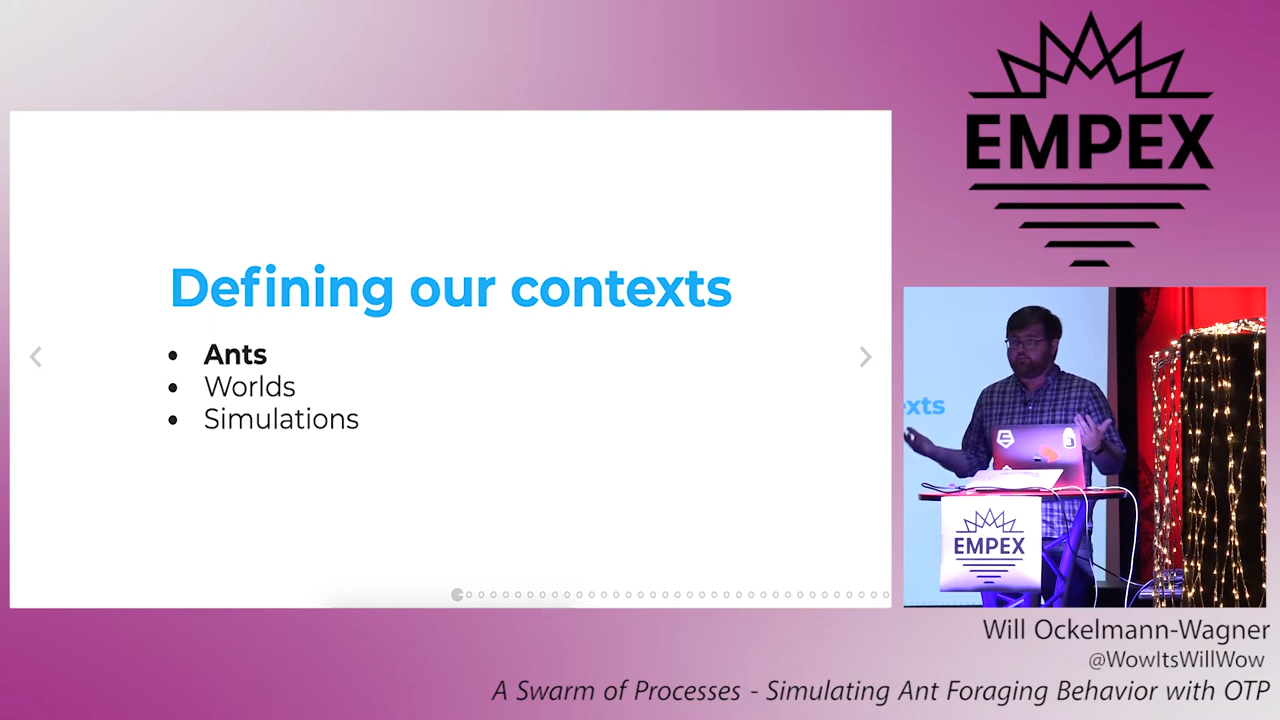 EMPEX
Defining our contexts
Ants
Worlds
Simulations
exts
EMPEX
Will Ockelmann-Wagner
@WowItsWillWow
A Swarm of Processes - Simulating Ant Foraging Behavior with OTP